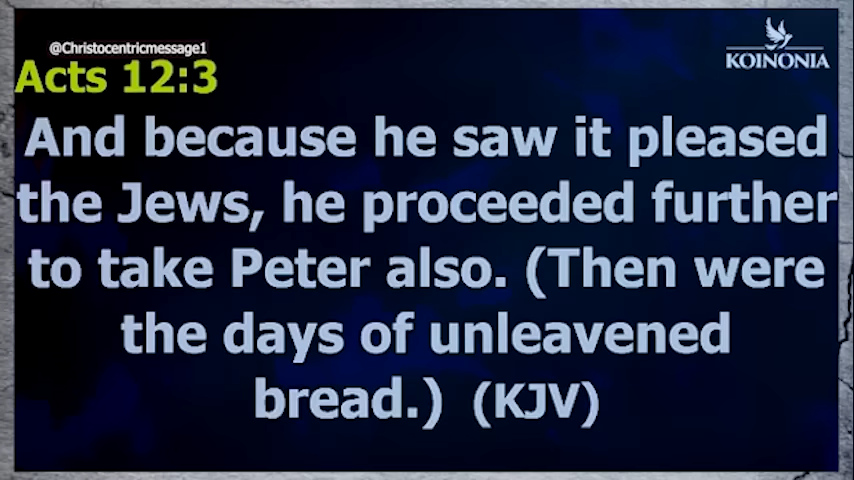 @Christocentricmessage1
KOINONIA
Acts 12:3
And because he saw it pleased
the Jews, he proceeded further
to take Peter also. (Then were
the days of unleavened
bread.) (KJV)